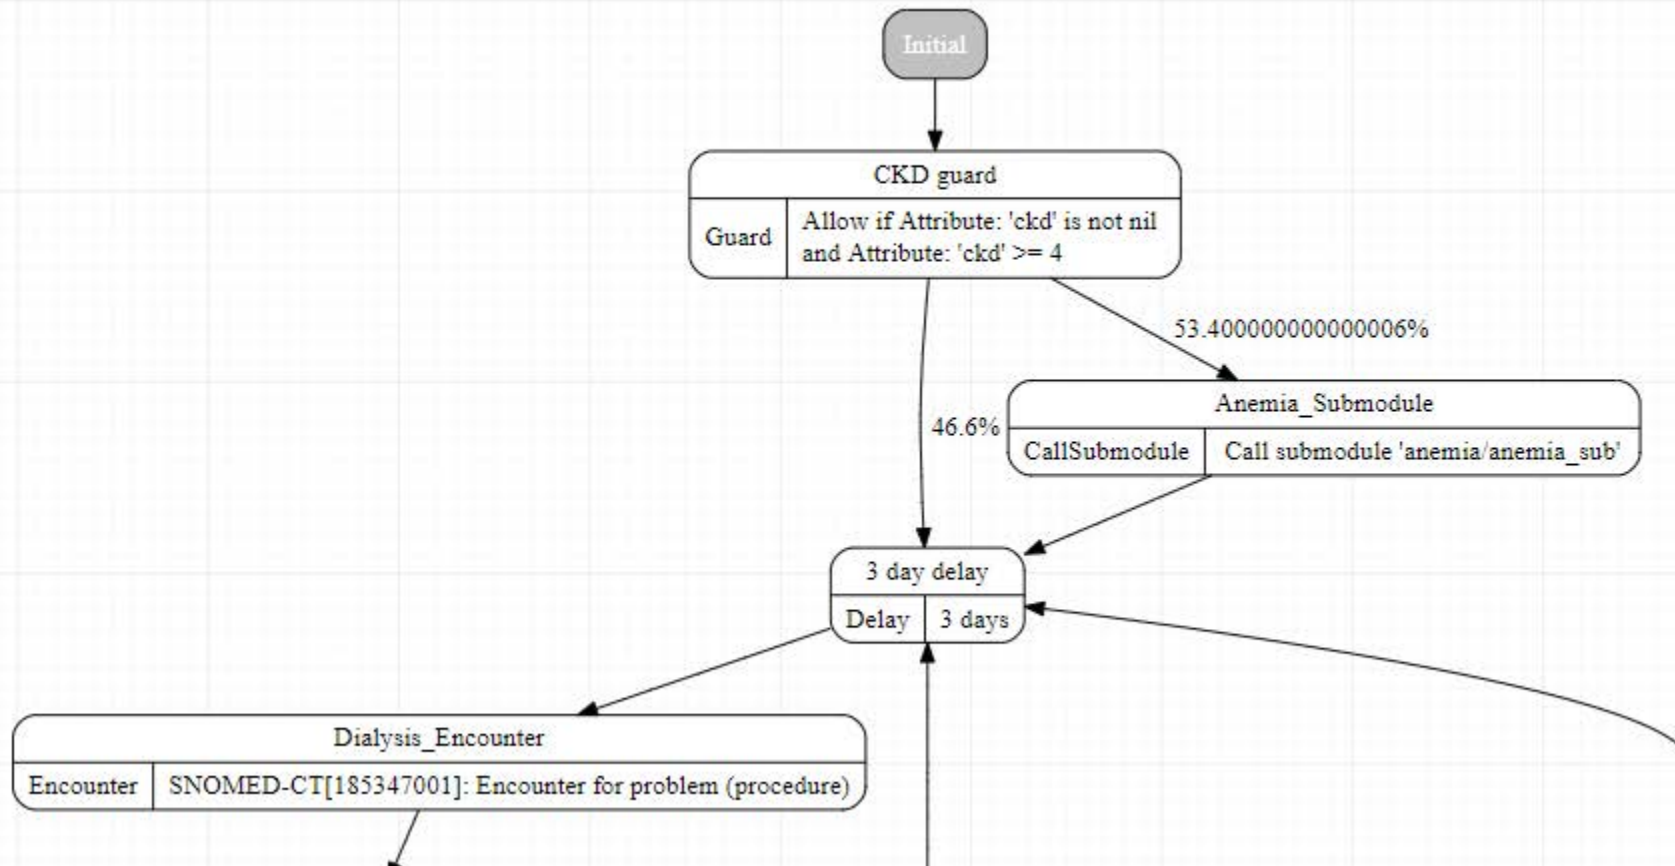 Initial
CKD guard
Guard
Allow if Attribute: 'ckd' is not nil
and Attribute: 'ckd' >= 4
53.400000000000006%
46.6%
Anemia_Submodule
CallSubmodule
Call submodule 'anemia/anemia_sub'
3 day delay
Delay
3 days
Dialysis_Encounter
Encounter
SNOMED-CT[185347001]: Encounter for problem (procedure)